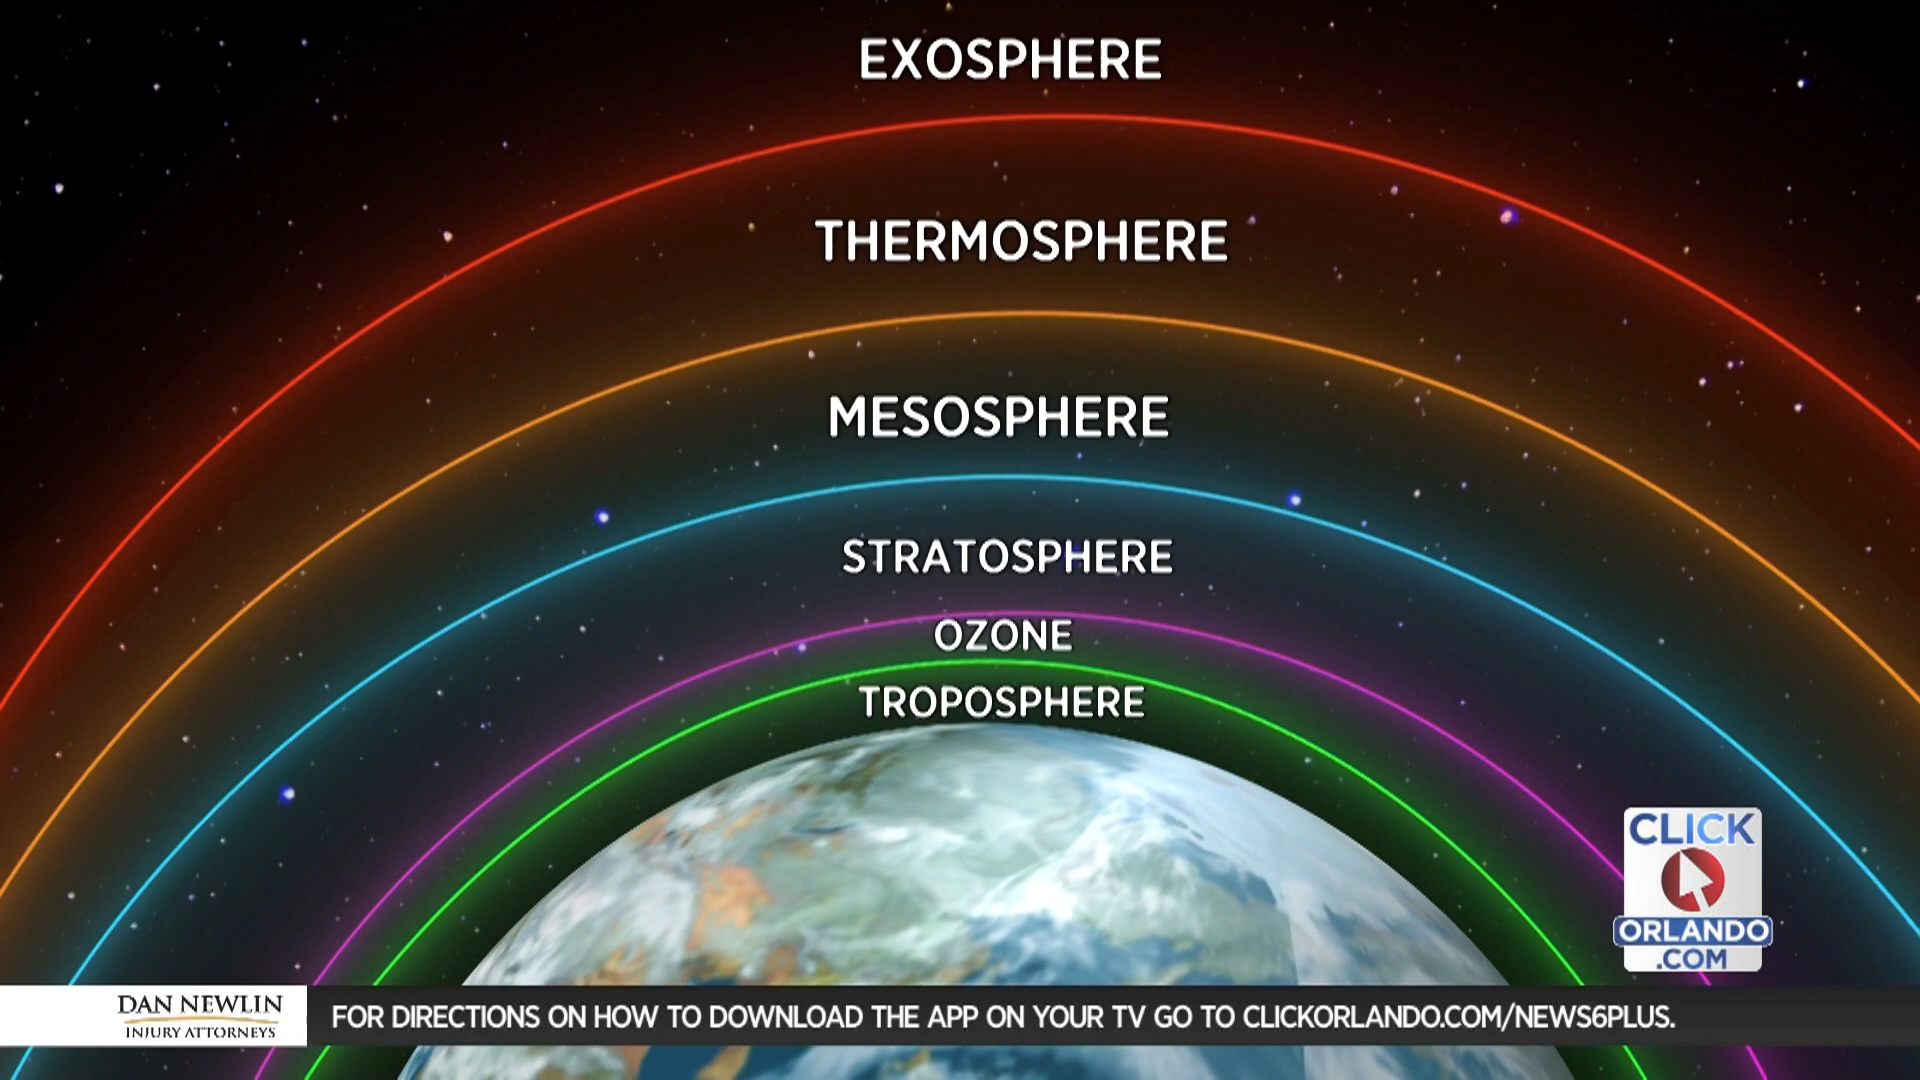 EXOSPHERE
THERMOSPHERE
MESOSPHERE
STRATOSPHERE
OZONE
TROPOSPHERE
CLICK
ORLANDO
.COM
DAN NEWLIN
INJURY ATTORNEYS
FOR DIRECTIONS ON HOW TO DOWNLOAD THE APP ON YOUR TV GO TO CLICKORLANDO.COM/NEWS6PLUS.